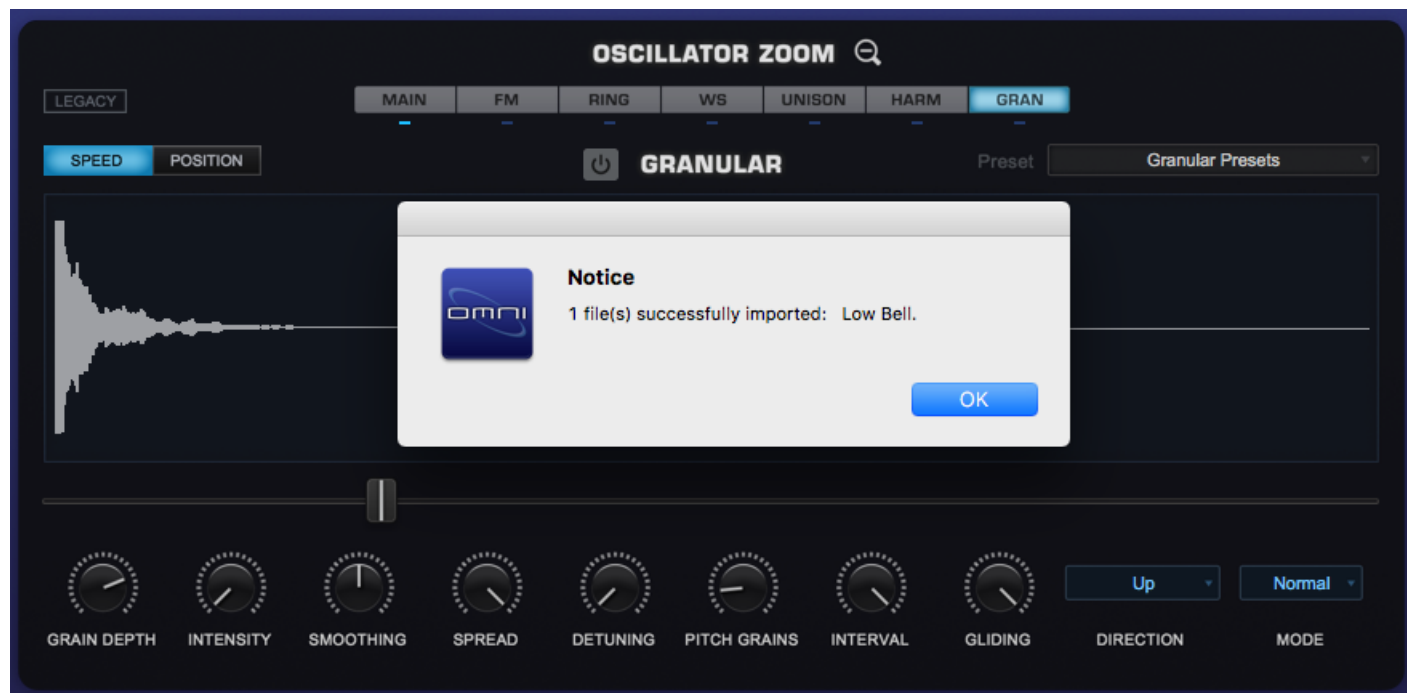 OSCILLATOR ZOOM
LEGACY
MAIN FM RING WS UNISON HARM GRAN
SPEED POSITION GRANULAR Preset Granular Presets
Notice
OMNI
1 file(s) successfully imported: Low Bell.
OK
Up Normal
GRAIN DEPTH INTENSITY SMOOTHING SPREAD DETUNING PITCH GRAINS INTERVAL GLIDING DIRECTION MODE